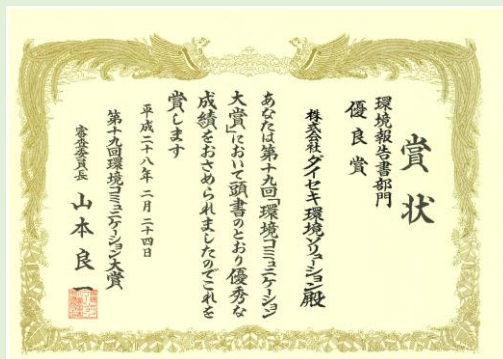 賞状
環境報告書部門
優良賞
株式会社ダイセキ環境ソリューション殿
あなたは第十九回「環境コミュニケーション
大賞」において頭書のとおり優秀な
成績をおさめられましたのでこれを
賞します
平成二十八年二月二十四日
第十九回環境コミュニケーション大賞
審査委員長 山本良一